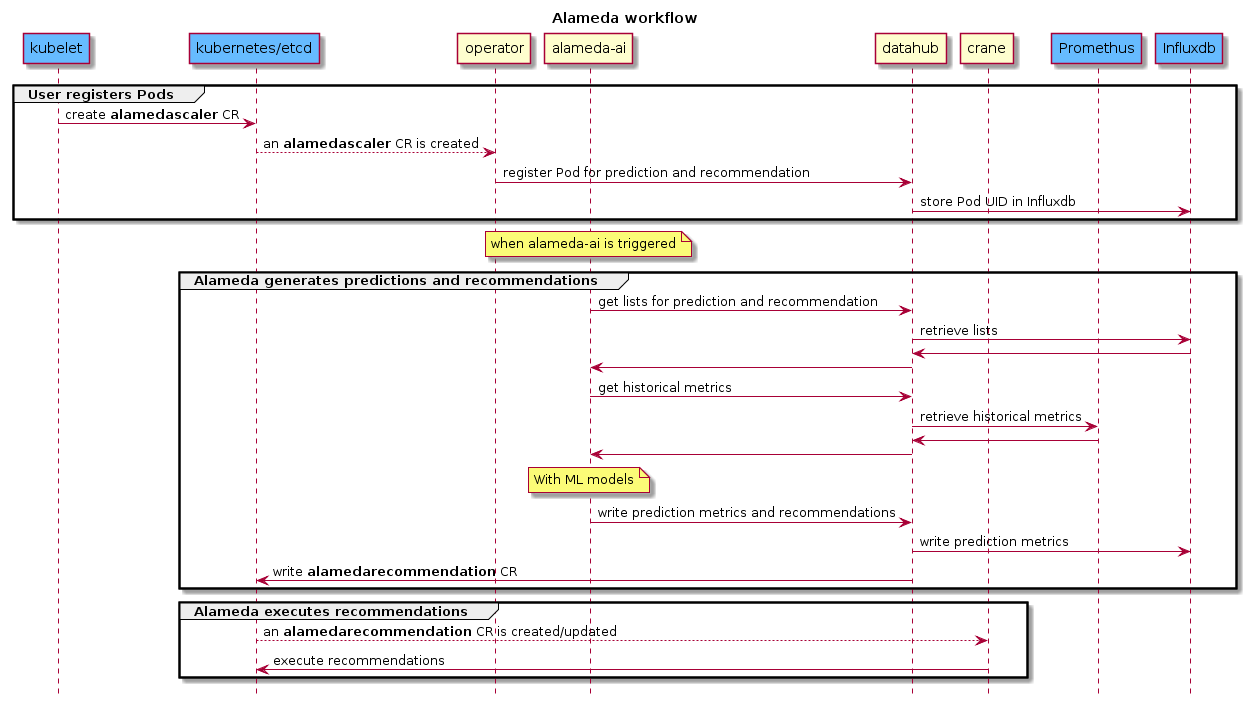 Alameda workflow
kubelet
kubernetes/etcd
operator
alameda-ai
datahub
crane
Promethus
Influxdb
User registers Pods
create alamedascaler CR
an alamedascaler CR is created
register Pod for prediction and recommendation
store Pod UID in Influxdb
when alameda-ai is triggered
Alameda generates predictions and recommendations
get lists for prediction and recommendation
retrieve lists
get historical metrics
retrieve historical metrics
With ML models
write prediction metrics and recommendations
write prediction metrics
write alamedarecommendation CR
Alameda executes recommendations
an alamedarecommendation CR is created/updated
execute recommendations